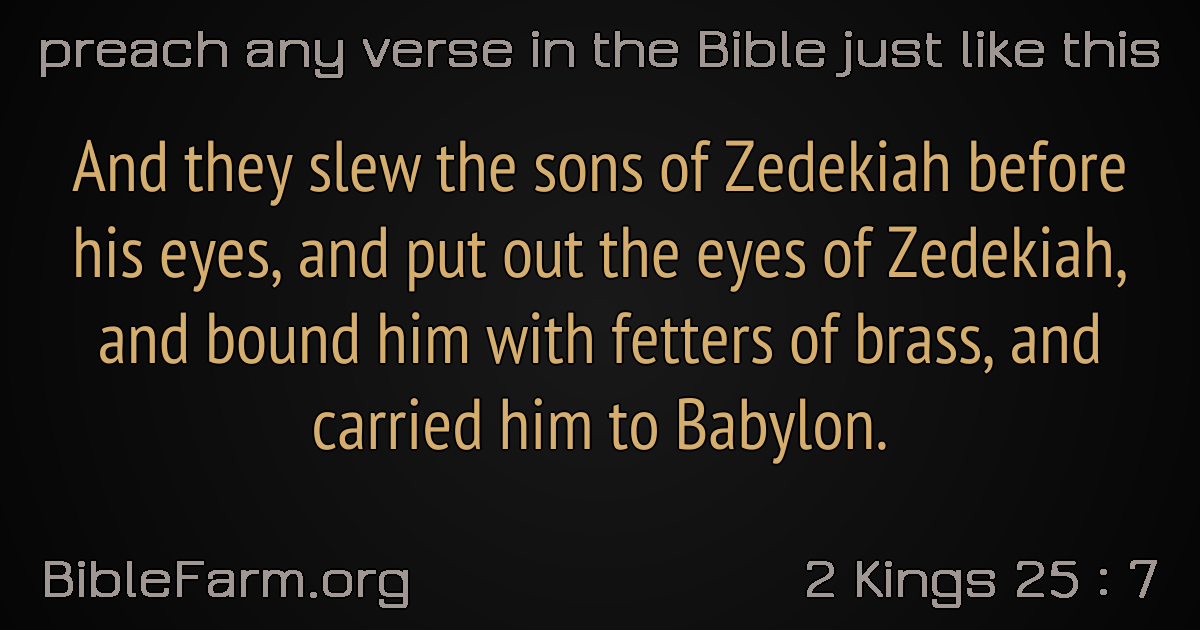 preach any verse in the Bible just like this
And they slew the sons of Zedekiah before
his eyes, and put out the eyes of Zedekiah,
and bound him with fetters of brass, and
carried him to Babylon.
BibleFarm.org
2 Kings 25 : 7